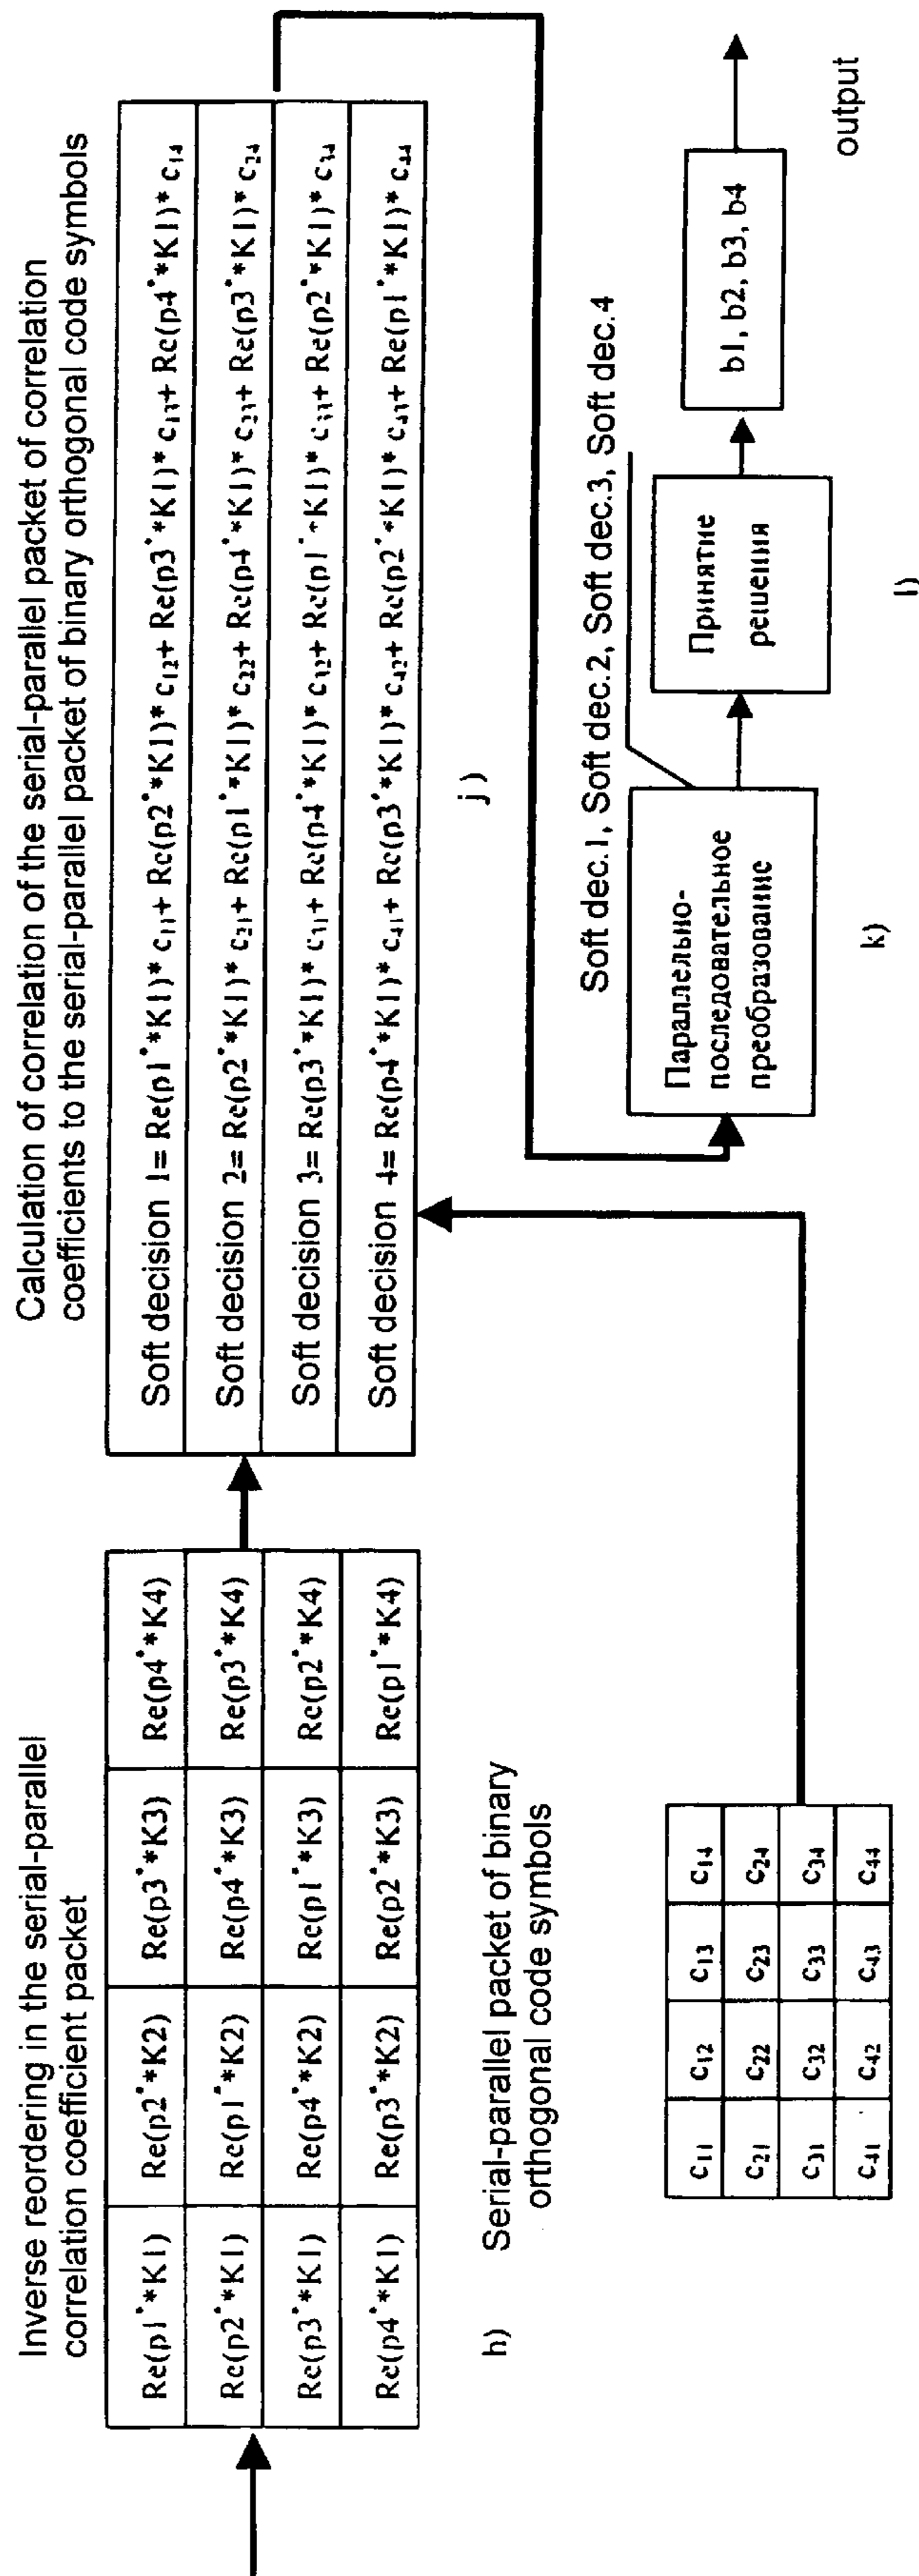 Inverse reordering in the serial-parallel
correlation coefficient packet
Re(p1*​*K1) Re(p2*​*K2) Re(p3*​*K3) Re(p4*​*K4)
Re(p2*​*K1) Re(p1*​*K2) Re(p4*​*K3) Re(p3*​*K4)
Re(p3*​*K1) Re(p4*​*K2) Re(p1*​*K3) Re(p2*​*K4)
Re(p4*​*K1) Re(p3*​*K2) Re(p2*​*K3) Re(p1*​*K4)
h)
Calculation of correlation of the serial-parallel packet of correlation
coefficients to the serial-parallel packet of binary orthogonal code symbols
Soft decision 1= Re(p1*​*K1)* c11+ Re(p2*​*K1)* c12+ Re(p3*​*K1)* c13+ Re(p4*​*K1)* c14
Soft decision 2= Re(p2*​*K1)* c21+ Re(p1*​*K1)* c22+ Re(p4*​*K1)* c23+ Re(p3*​*K1)* c24
Soft decision 3= Re(p3*​*K1)* c31+ Re(p4*​*K1)* c32+ Re(p1*​*K1)* c33+ Re(p2*​*K1)* c34
Soft decision 4= Re(p4*​*K1)* c41+ Re(p3*​*K1)* c42+ Re(p2*​*K1)* c43+ Re(p1*​*K1)* c44
j)
Serial-parallel packet of binary
orthogonal code symbols
c11 c12 c13 c14
c21 c22 c23 c24
c31 c32 c33 c34
c41 c42 c43 c44
Soft dec.1, Soft dec.2, Soft dec.3, Soft dec.4
Параллельно-
последовательное
преобразование
k)
Принятие
решения
l)
b1, b2, b3, b4
output